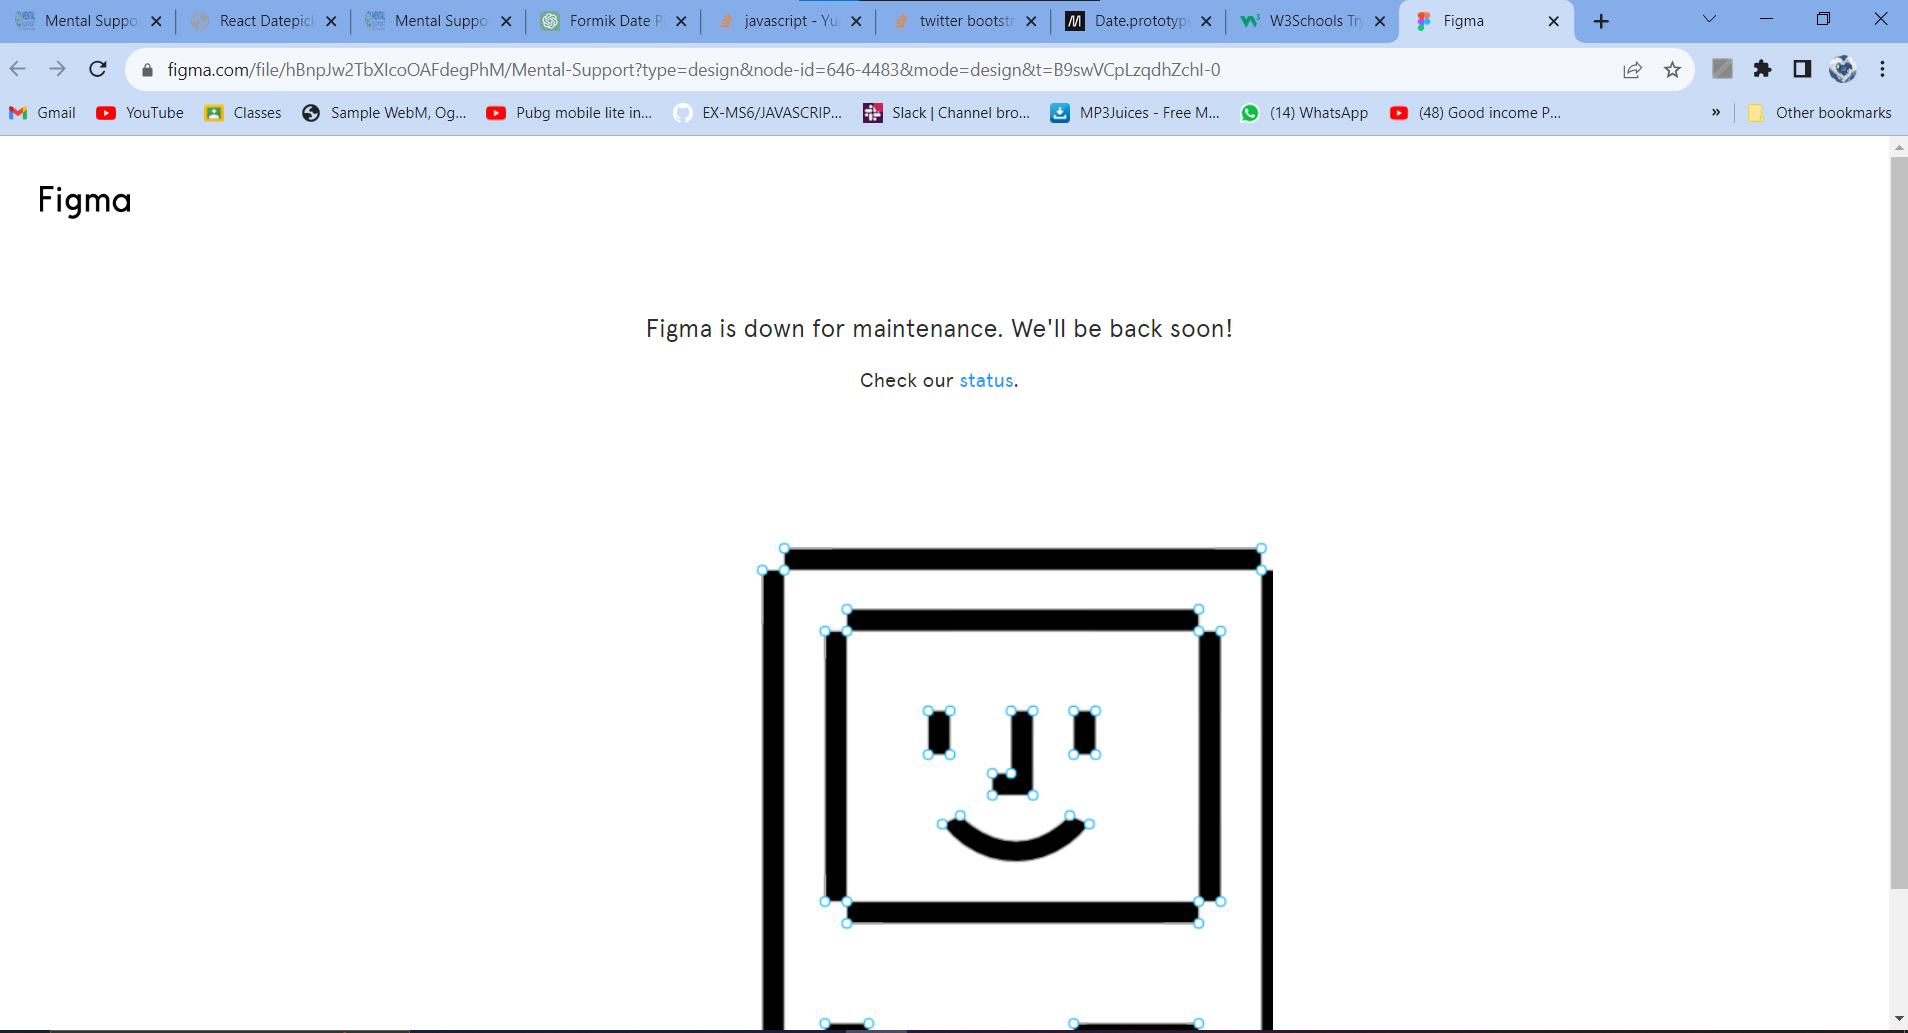 Mental Suppo
React Datepic
Mental Suppo
Formik Date P
javascript - Yu
twitter bootst
Date.prototyp
W3Schools Try
Figma
figma.com/file/hBnpJw2TbXIcoOAFdegPhM/Mental-Support?type=design&node-id=646-4483&mode=design&t=B9swVCpLzqdhZchI-0
Gmail
YouTube
Classes
Sample WebM, Og...
Pubg mobile lite in...
EX-MS6/JAVASCRIP...
Slack | Channel bro...
MP3Juices - Free M...
(14) WhatsApp
(48) Good income P...
»
Other bookmarks
Figma
Figma is down for maintenance. We'll be back soon!
Check our status.